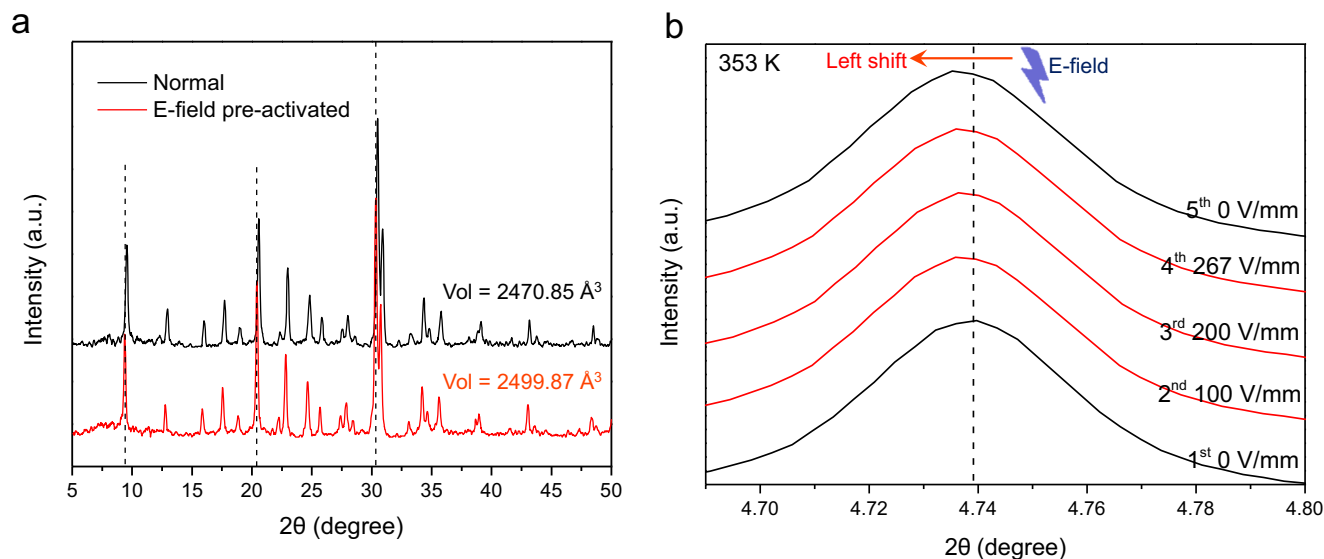 a
Normal
E-field pre-activated
Vol = 2470.85 Å³
Vol = 2499.87 Å³
Intensity (a.u.)
5 10 15 20 25 30 35 40 45 50
2θ (degree)
b
353 K
Left shift
E-field
5th 0 V/mm
4th 267 V/mm
3rd 200 V/mm
2nd 100 V/mm
1st 0 V/mm
Intensity (a.u.)
4.70 4.72 4.74 4.76 4.78 4.80
2θ (degree)